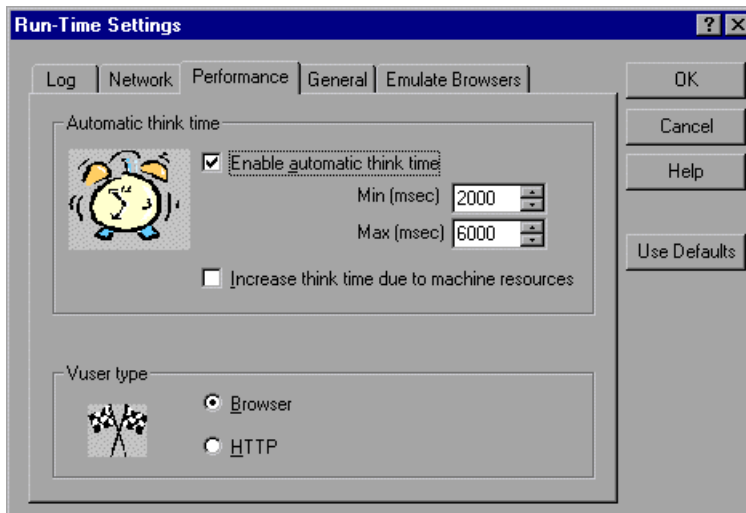 Run-Time Settings
Log Network Performance General Emulate Browsers
OK
Cancel
Help
Use Defaults
Automatic think time
Enable automatic think time
Min (msec) 2000
Max (msec) 6000
Increase think time due to machine resources
Vuser type
Browser
HTTP